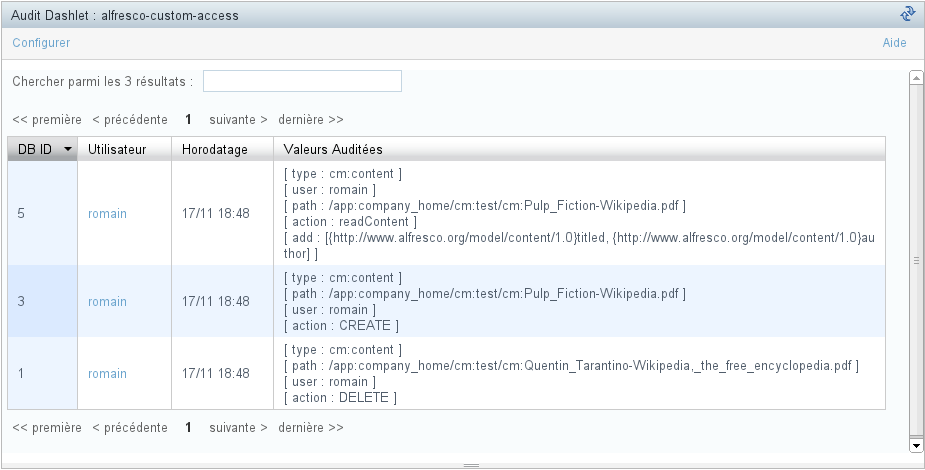 Audit Dashlet : alfresco-custom-access
Configurer Aide
Chercher parmi les 3 résultats :
<< première < précédente 1 suivante > dernière >>
DB ID Utilisateur Horodatage Valeurs Auditées
[ type : cm:content ]
[ user : romain ]
[ path : /app:company_home/cm:test/cm:Pulp_Fiction-Wikipedia.pdf ]
5 romain 17/11 18:48
[ action : readContent ]
[ add : [{http://www.alfresco.org/model/content/1.0}titled, {http://www.alfresco.org/model/content/1.0}au
thor] ]
[ type : cm:content ]
[ path : /app:company_home/cm:test/cm:Pulp_Fiction-Wikipedia.pdf ]
3 romain 17/11 18:48
[ user : romain ]
[ action : CREATE ]
[ type : cm:content ]
[ path : /app:company_home/cm:test/cm:Quentin_Tarantino-Wikipedia,_the_free_encyclopedia.pdf ]
1 romain 17/11 18:48
[ user : romain ]
[ action : DELETE ]
<< première < précédente 1 suivante > dernière >>